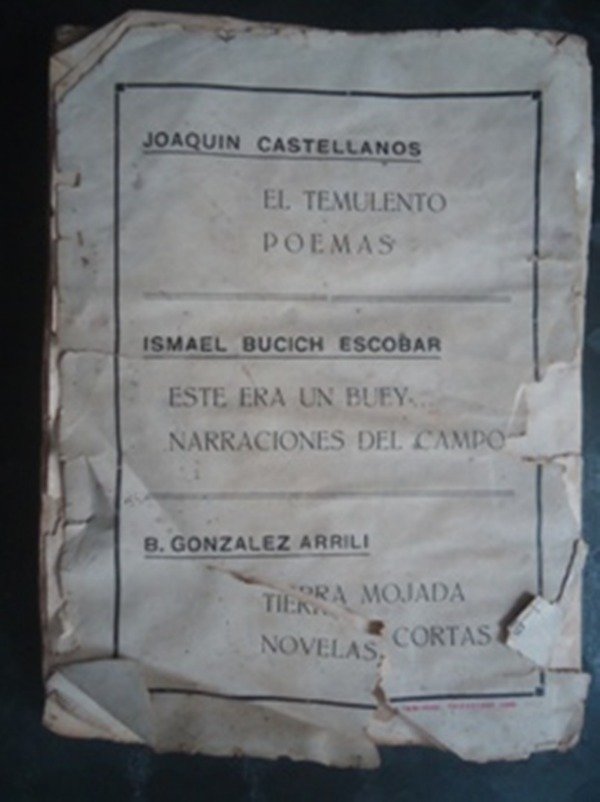 JOAQUIN CASTELLANOS
EL TEMULENTO
POEMAS
ISMAEL BUCICH ESCOBAR
ESTE ERA UN BUEY...
NARRACIONES DEL CAMPO
B. GONZALEZ ARRILI
TIERRA MOJADA
NOVELAS CORTAS